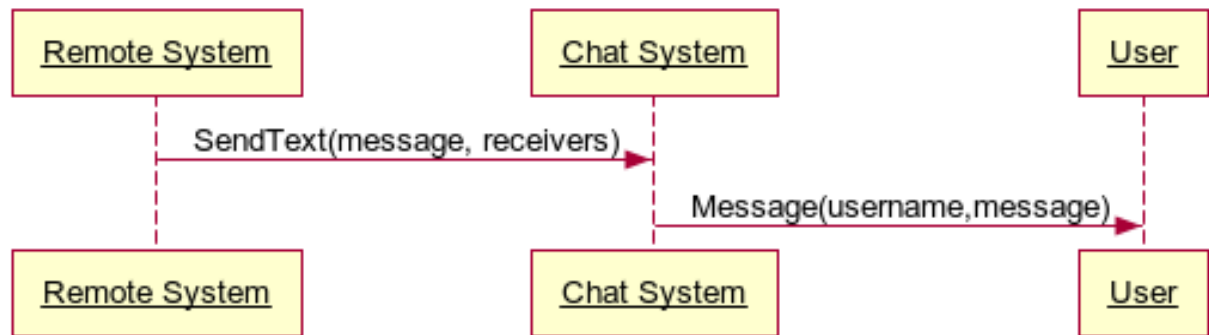 Remote System
Chat System
User
SendText(message, receivers)
Message(username,message)
Remote System
Chat System
User